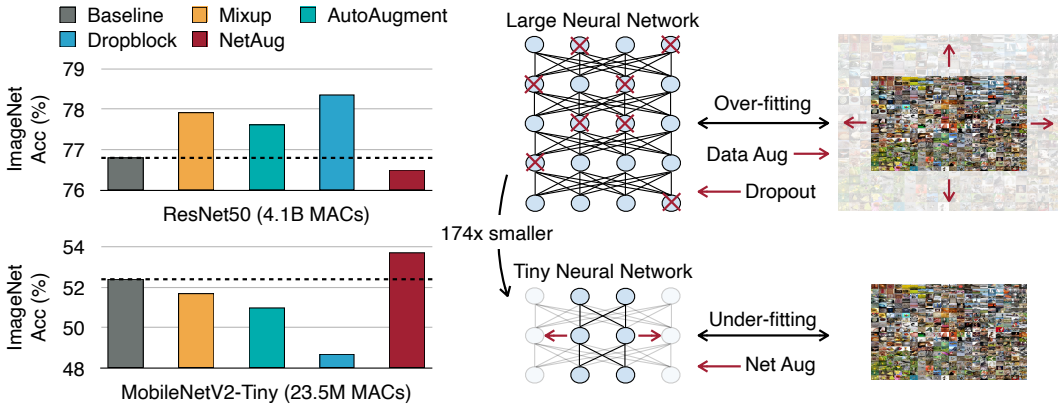 Baseline Mixup AutoAugment
Dropblock NetAug
ImageNet
Acc (%)
79
78
77
76
ResNet50 (4.1B MACs)
ImageNet
Acc (%)
54
52
50
48
MobileNetV2-Tiny (23.5M MACs)
Large Neural Network
Over-fitting
Data Aug
Dropout
174x smaller
Tiny Neural Network
Under-fitting
Net Aug